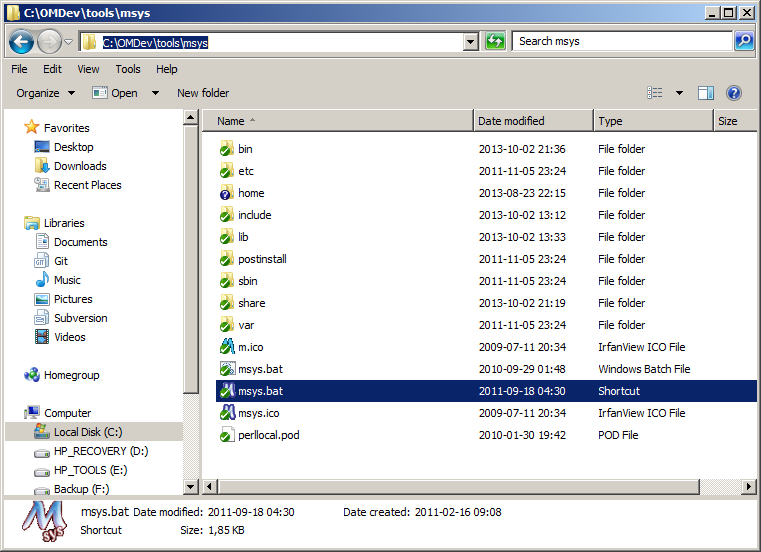 C:\OMDev\tools\msys
C:\OMDev\tools\msys Search msys
File Edit View Tools Help
Organize Open New folder
Favorites
Desktop
Downloads
Recent Places
Libraries
Documents
Git
Music
Pictures
Subversion
Videos
Homegroup
Computer
Local Disk (C:)
HP_RECOVERY (D:)
HP_TOOLS (E:)
Backup (F:)
Name Date modified Type Size
bin 2013-10-02 21:36 File folder
etc 2011-11-05 23:24 File folder
home 2013-08-23 22:15 File folder
include 2013-10-02 13:12 File folder
lib 2013-10-02 13:33 File folder
postinstall 2011-11-05 23:24 File folder
sbin 2011-11-05 23:24 File folder
share 2013-10-02 21:19 File folder
var 2011-11-05 23:24 File folder
m.ico 2009-07-11 20:34 IrfanView ICO File
msys.bat 2010-09-29 01:48 Windows Batch File
msys.bat 2011-09-18 04:30 Shortcut
msys.ico 2009-07-11 20:34 IrfanView ICO File
perllocal.pod 2010-01-30 19:42 POD File
M sys
msys.bat Date modified: 2011-09-18 04:30 Date created: 2011-02-16 09:08
Shortcut Size: 1,85 KB